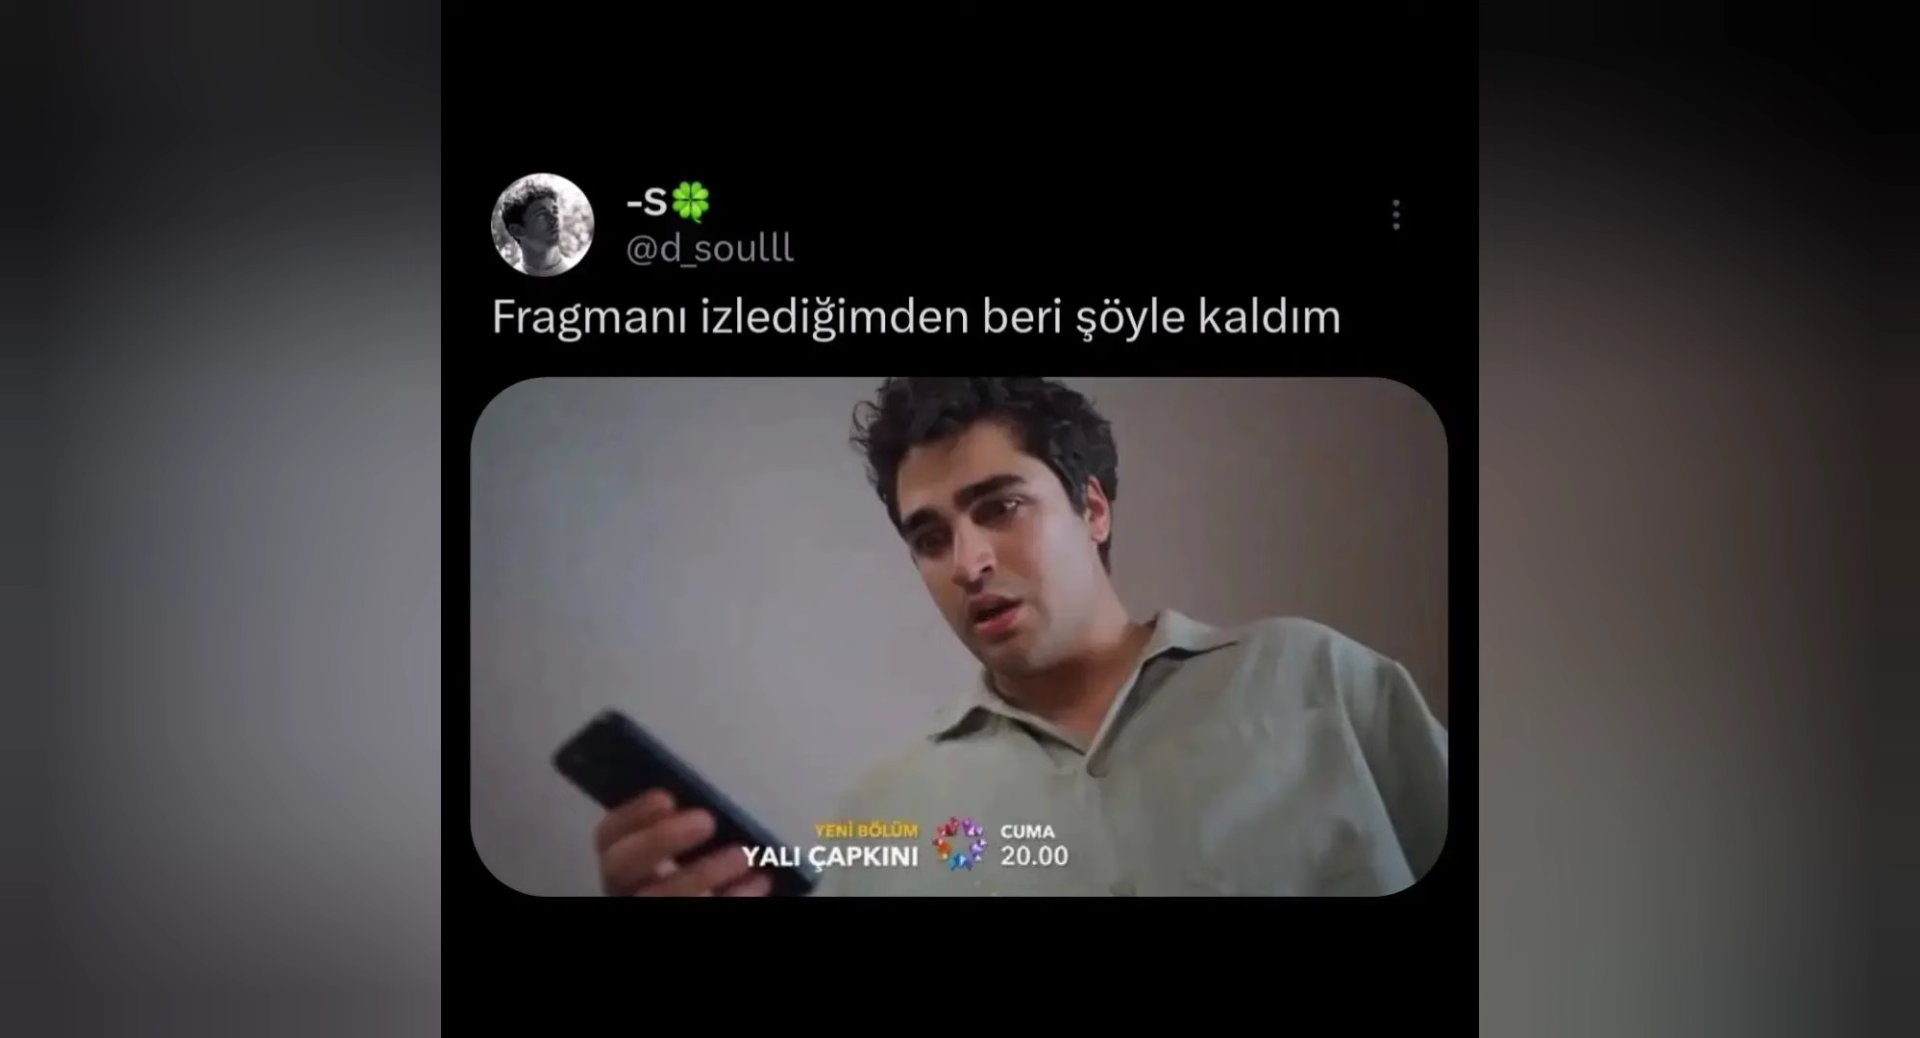 -S🍀
@d_soulll
Fragmanı izlediğimden beri şöyle kaldım
YENİ BÖLÜM
YALI ÇAPKINI
CUMA
20.00